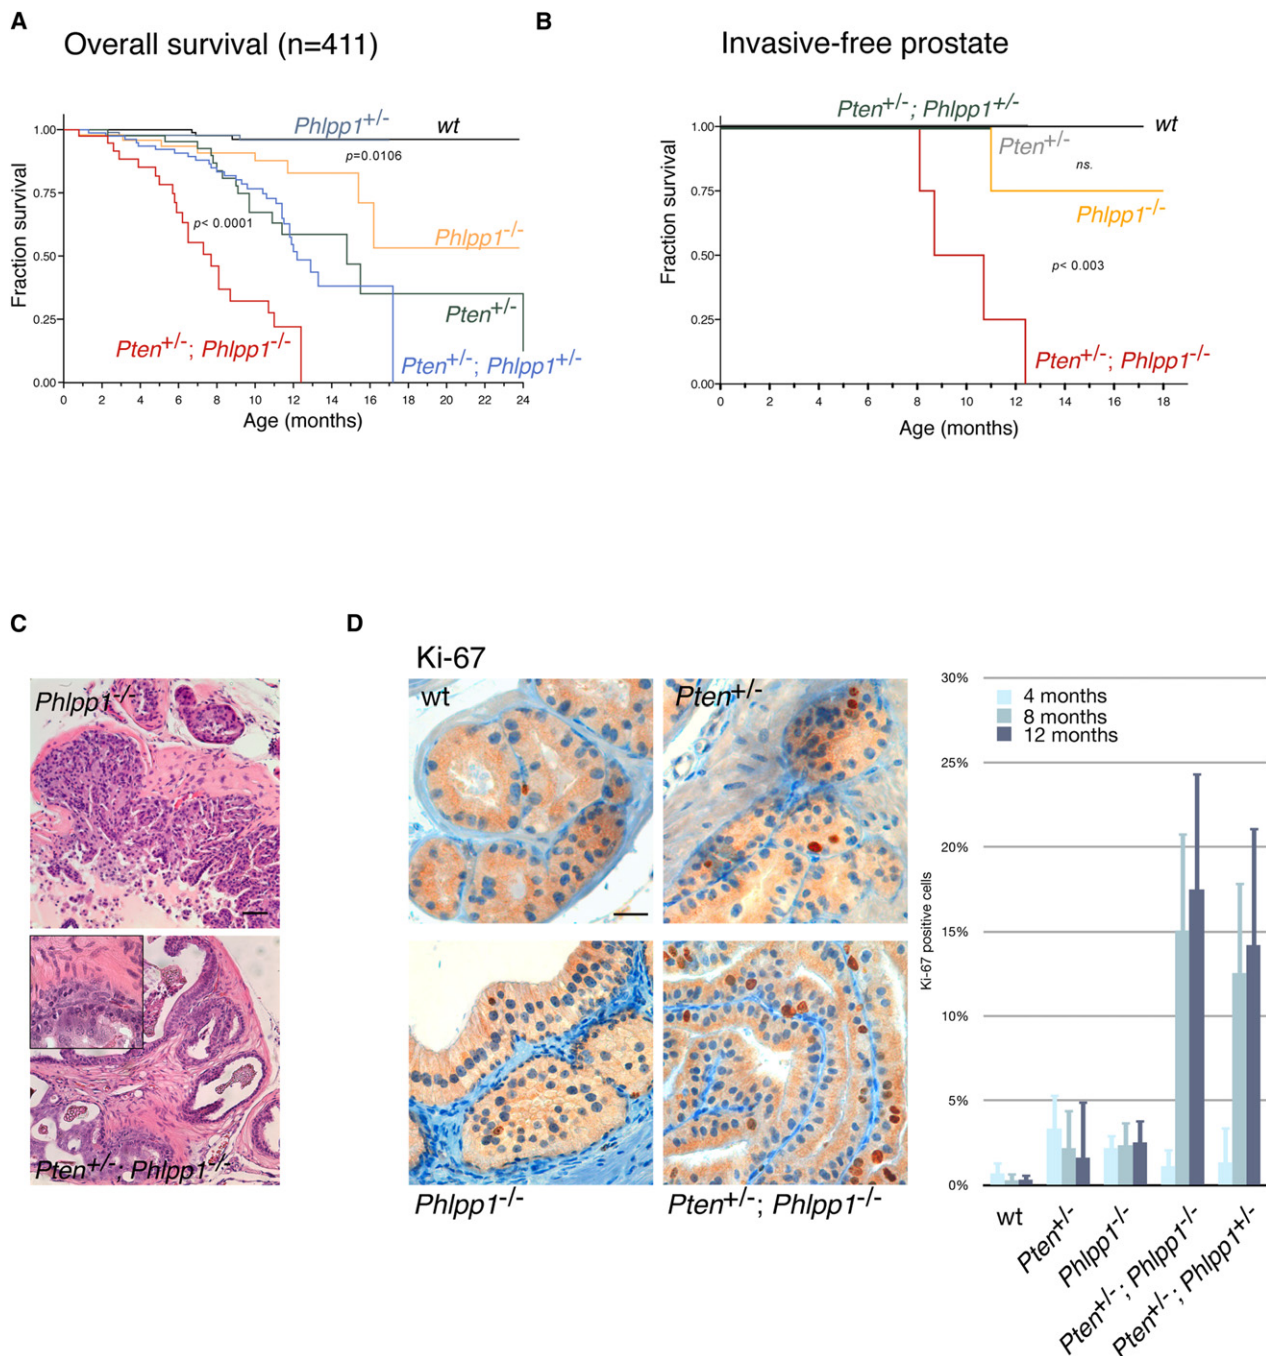 A
Overall survival (n=411)
Fraction survival
1.00
0.75
0.50
0.25
0.00
0 2 4 6 8 10 12 14 16 18 20 22 24
Age (months)
Phlpp1+/-
wt
p=0.0106
p< 0.0001
Phlpp1-/-
Pten+/-
Pten+/-; Phlpp1-/-
Pten+/-; Phlpp1+/-
B
Invasive-free prostate
Fraction survival
1.00
0.75
0.50
0.25
0.00
0 2 4 6 8 10 12 14 16 18
Age (months)
Pten+/-; Phlpp1+/-
wt
Pten+/-
ns.
Phlpp1-/-
p< 0.003
Pten+/-; Phlpp1-/-
C
Phlpp1-/-
Pten+/-; Phlpp1-/-
D
Ki-67
wt
Pten+/-
Phlpp1-/-
Pten+/-; Phlpp1-/-
Ki-67 positive cells
30%
25%
20%
15%
10%
5%
0%
4 months
8 months
12 months
wt
Pten+/-
Phlpp1-/-
Pten+/-; Phlpp1-/-
Pten+/-; Phlpp1+/-